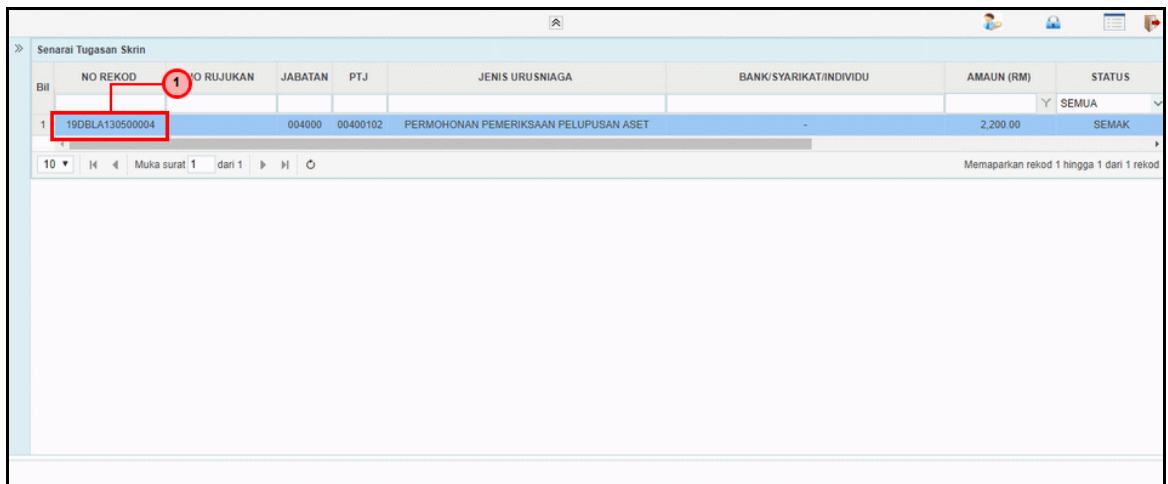 Senarai Tugasan Skrin
Bil NO REKOD 1 NO RUJUKAN JABATAN PTJ JENIS URUSNIAGA BANK/SYARIKAT/INDIVIDU AMAUN (RM) STATUS
SEMUA
1 19DBLA130500004 004000 00400102 PERMOHONAN PEMERIKSAAN PELUPUSAN ASET - 2,200.00 SEMAK
10 Muka surat 1 dari 1 Memaparkan rekod 1 hingga 1 dari 1 rekod